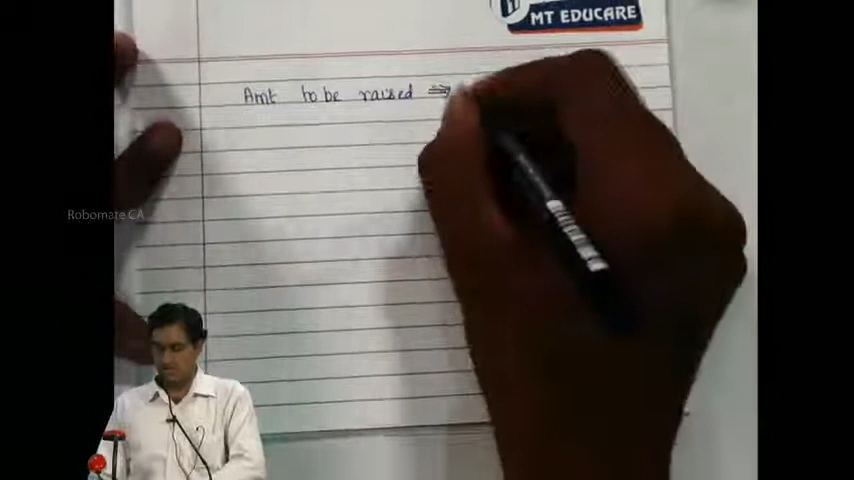 MT EDUCARE
Amt to be raised ⇒
Robomate CA